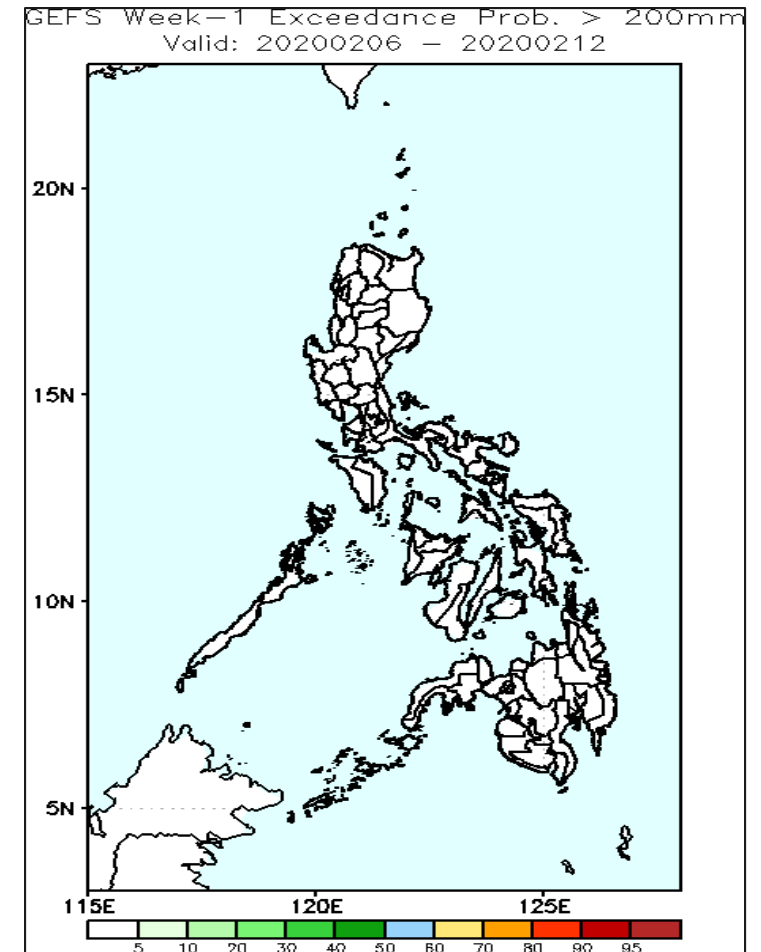 GEFS Week-1 Exceedance Prob. > 200mm
Valid: 20200206 - 20200212
20N
15N
10N
5N
115E 120E 125E
5 10 20 30 40 50 60 70 80 90 95